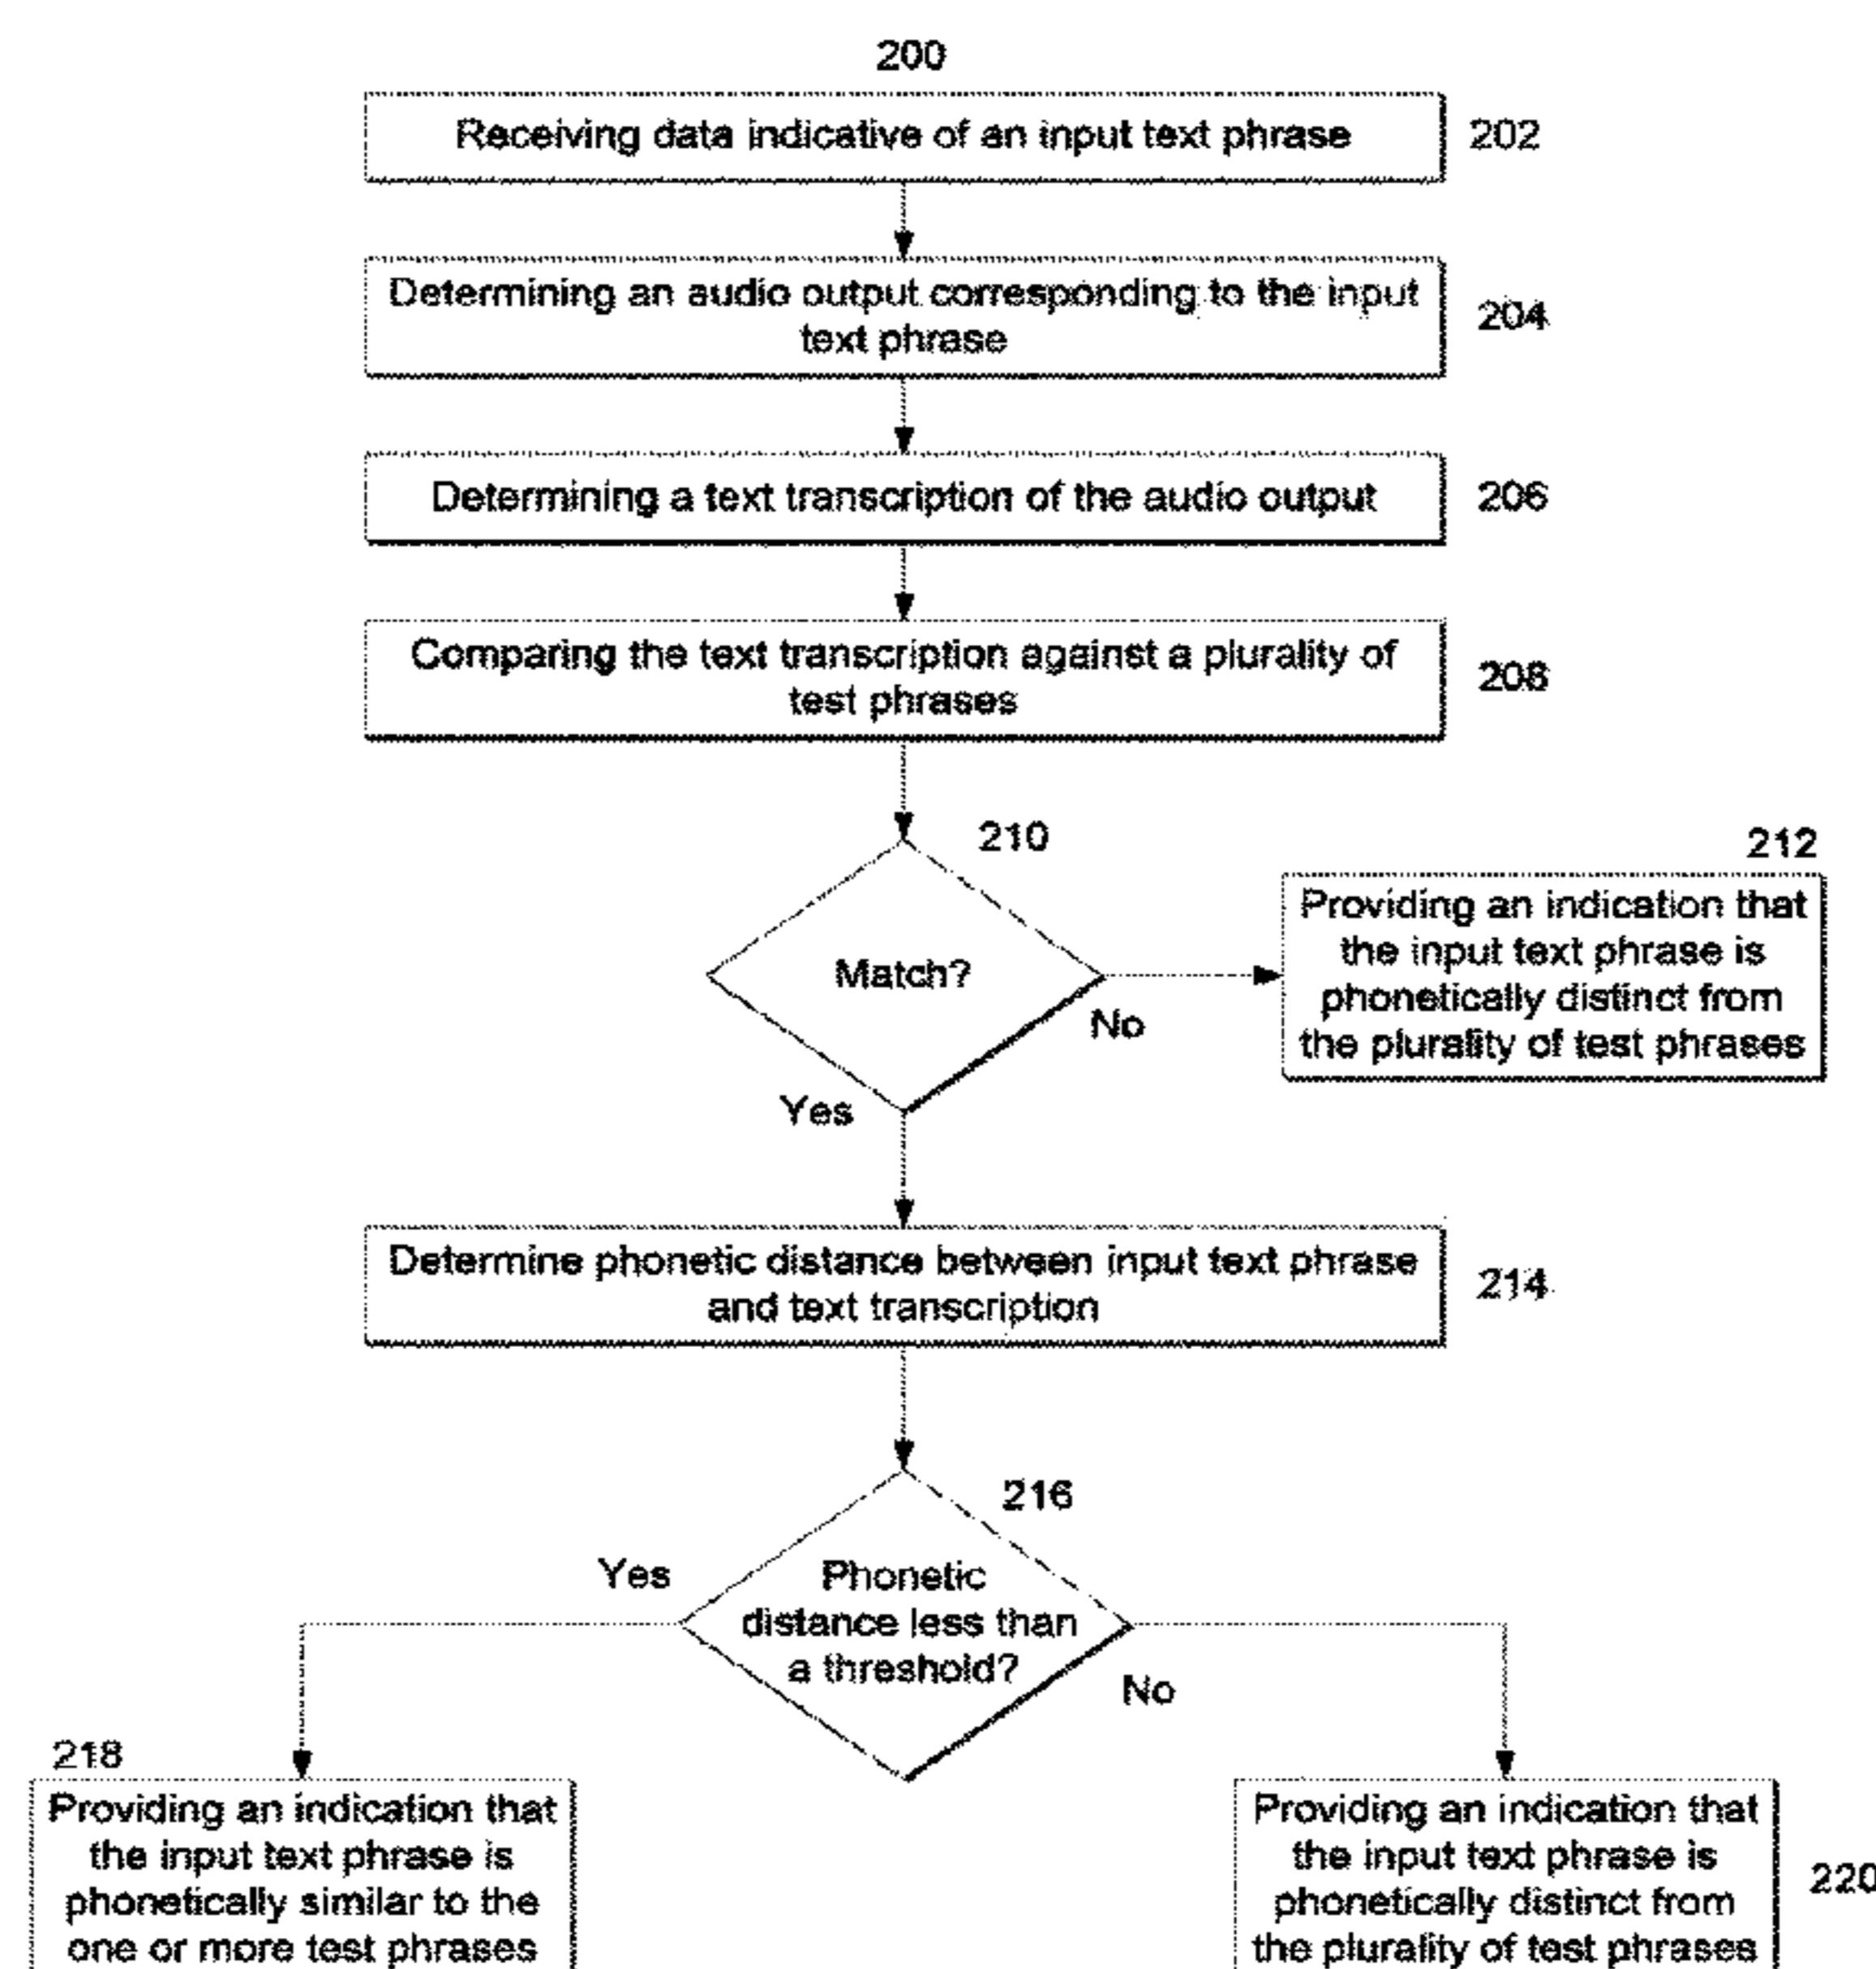 200
Receiving data indicative of an input text phrase
202
Determining an audio output corresponding to the input
text phrase
204
Determining a text transcription of the audio output
206
Comparing the text transcription against a plurality of
test phrases
208
210
Match?
No
Yes
212
Providing an indication that
the input text phrase is
phonetically distinct from
the plurality of test phrases
Determine phonetic distance between input text phrase
and text transcription
214
216
Phonetic
distance less than
a threshold?
Yes
No
218
Providing an indication that
the input text phrase is
phonetically similar to the
one or more test phrases
Providing an indication that
the input text phrase is
phonetically distinct from
the plurality of test phrases
220